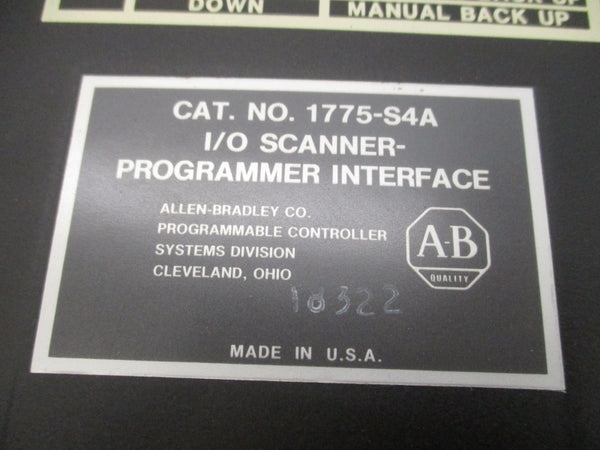 DOWN
MANUAL BACK UP
CAT. NO. 1775-S4A
I/O SCANNER-
PROGRAMMER INTERFACE
ALLEN-BRADLEY CO.
PROGRAMMABLE CONTROLLER
SYSTEMS DIVISION
CLEVELAND, OHIO
A-B
QUALITY
18322
MADE IN U.S.A.